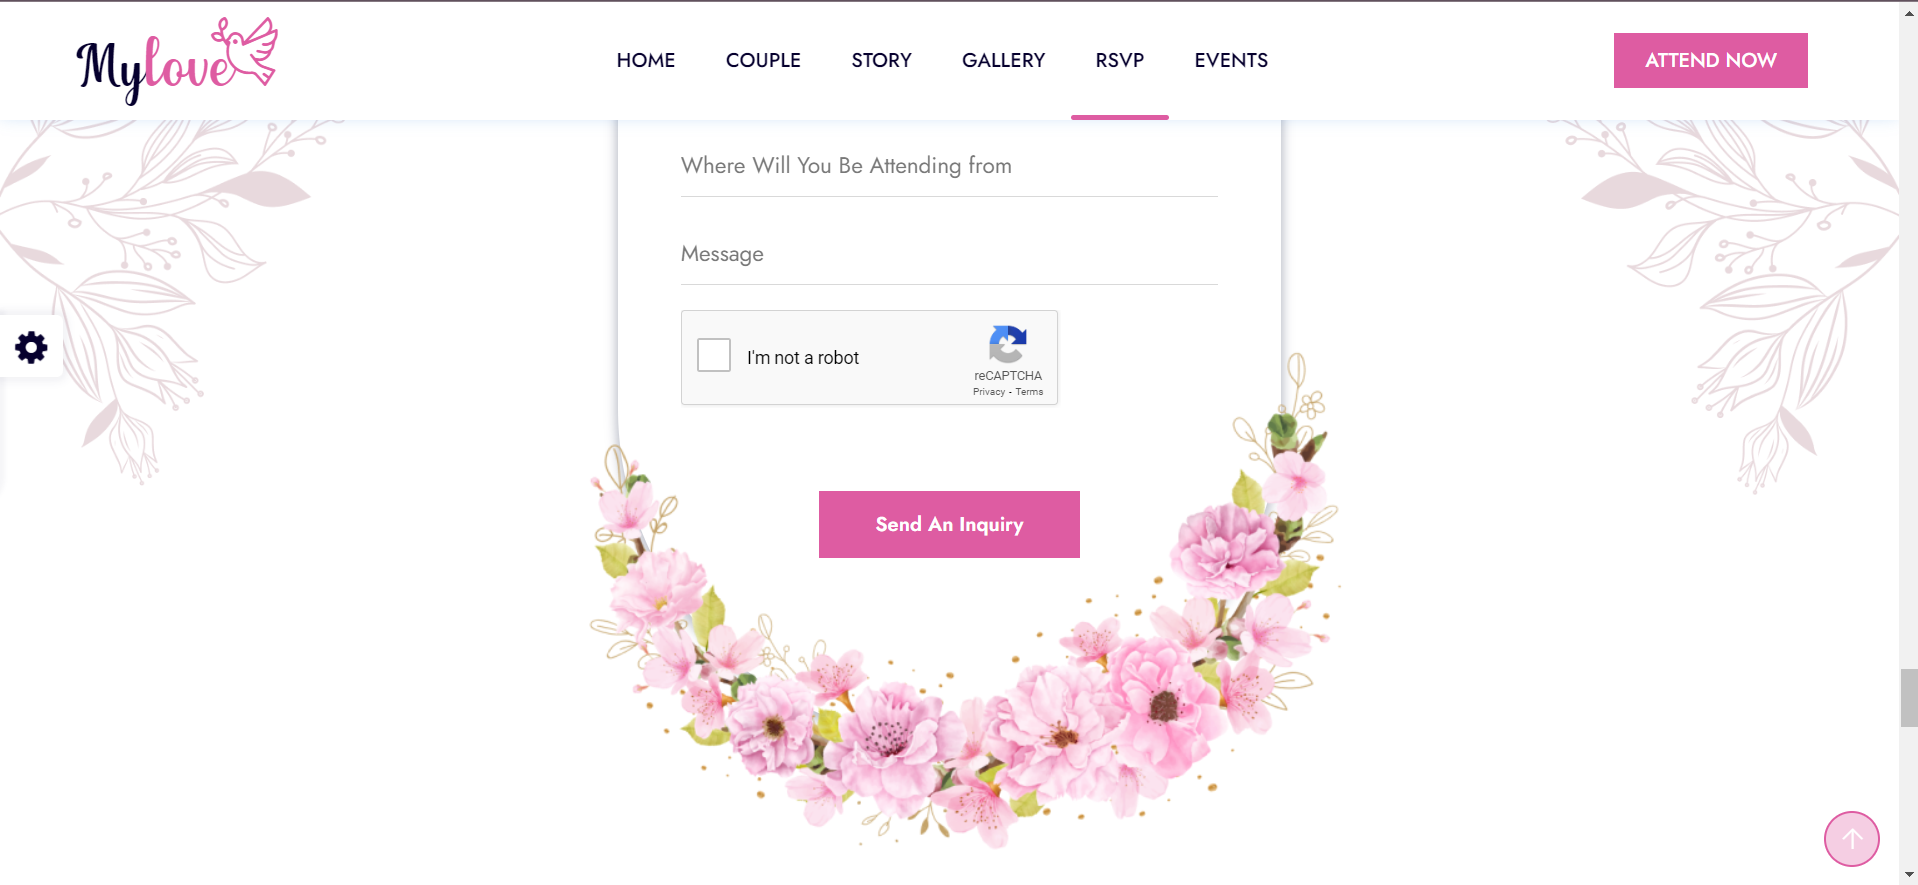 Mylove
HOME COUPLE STORY GALLERY RSVP EVENTS
ATTEND NOW
Where Will You Be Attending from
Message
I'm not a robot
reCAPTCHA
Privacy - Terms
Send An Inquiry